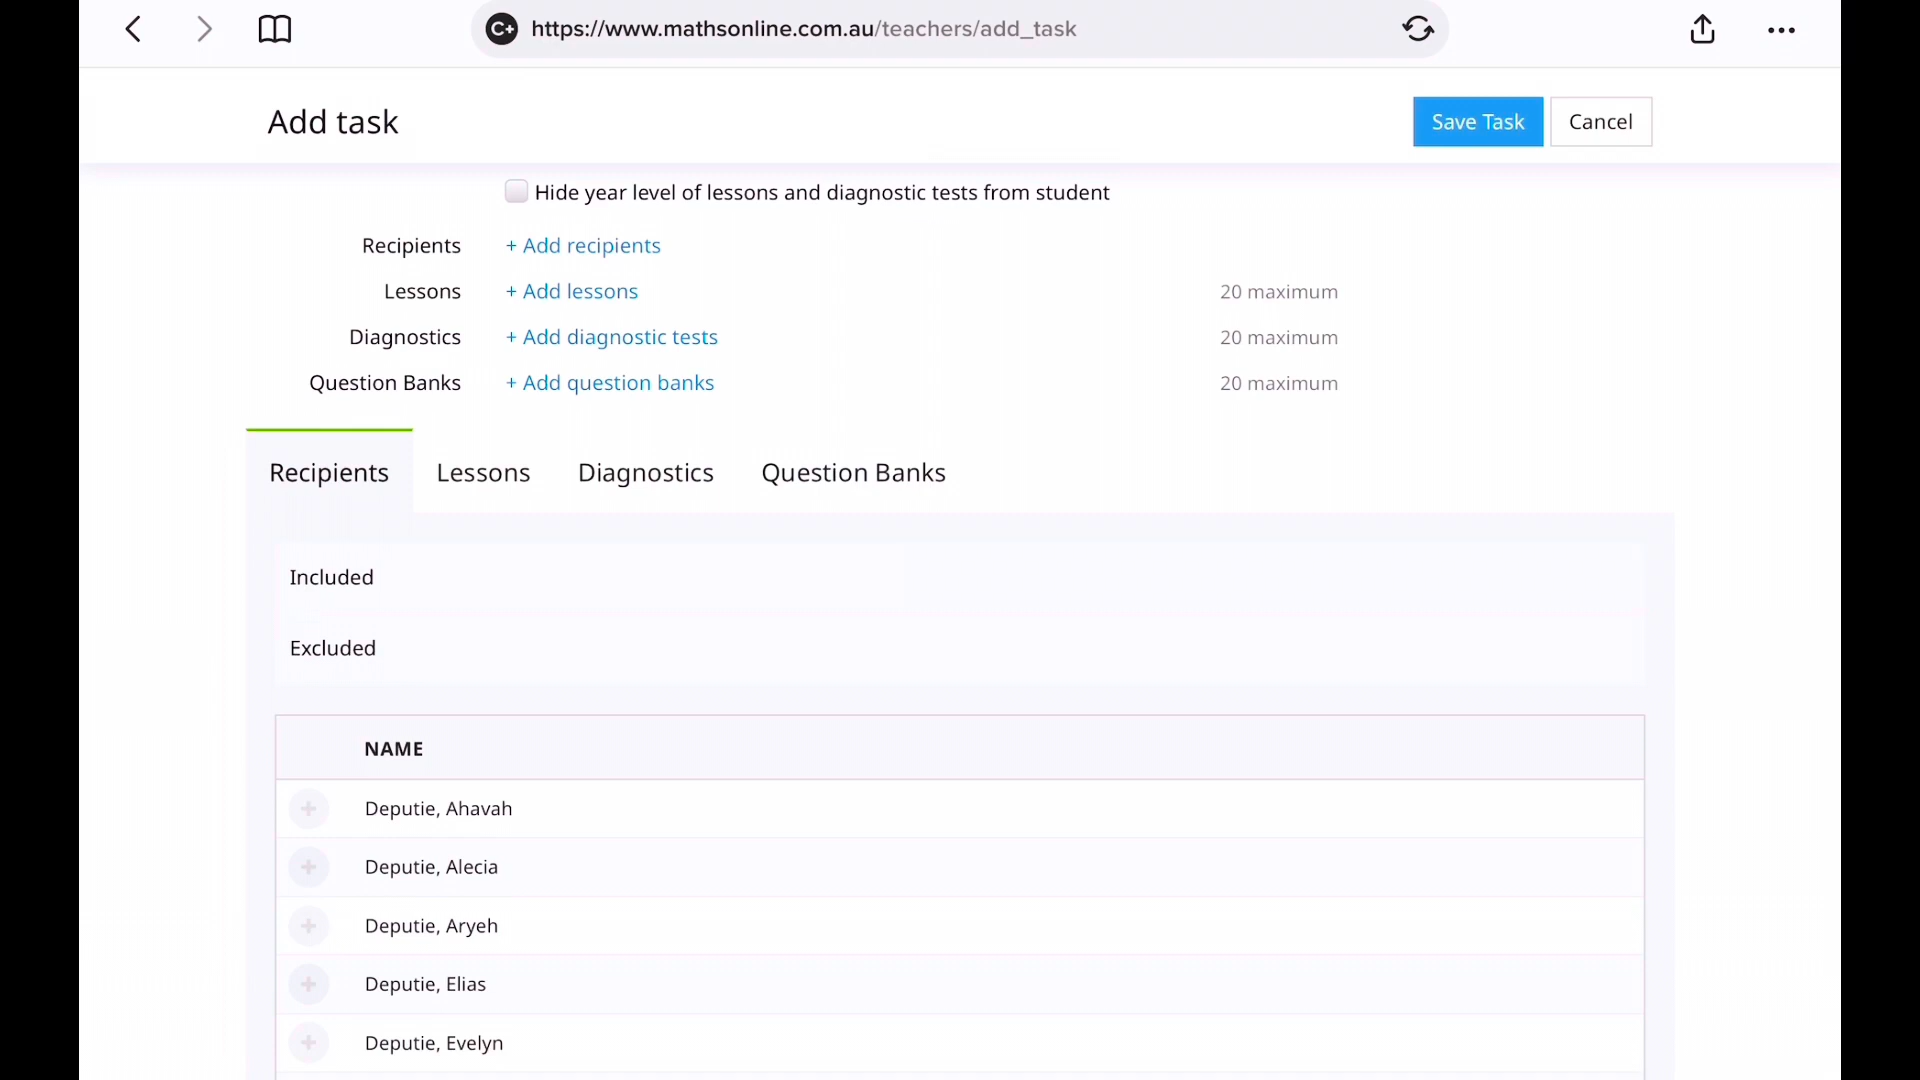 C+ https://www.mathsonline.com.au/teachers/add_task
Add task
Save Task
Cancel
Hide year level of lessons and diagnostic tests from student
Recipients + Add recipients
Lessons + Add lessons 20 maximum
Diagnostics + Add diagnostic tests 20 maximum
Question Banks + Add question banks 20 maximum
Recipients Lessons Diagnostics Question Banks
Included
Excluded
NAME
Deputie, Ahavah
Deputie, Alecia
Deputie, Aryeh
Deputie, Elias
Deputie, Evelyn